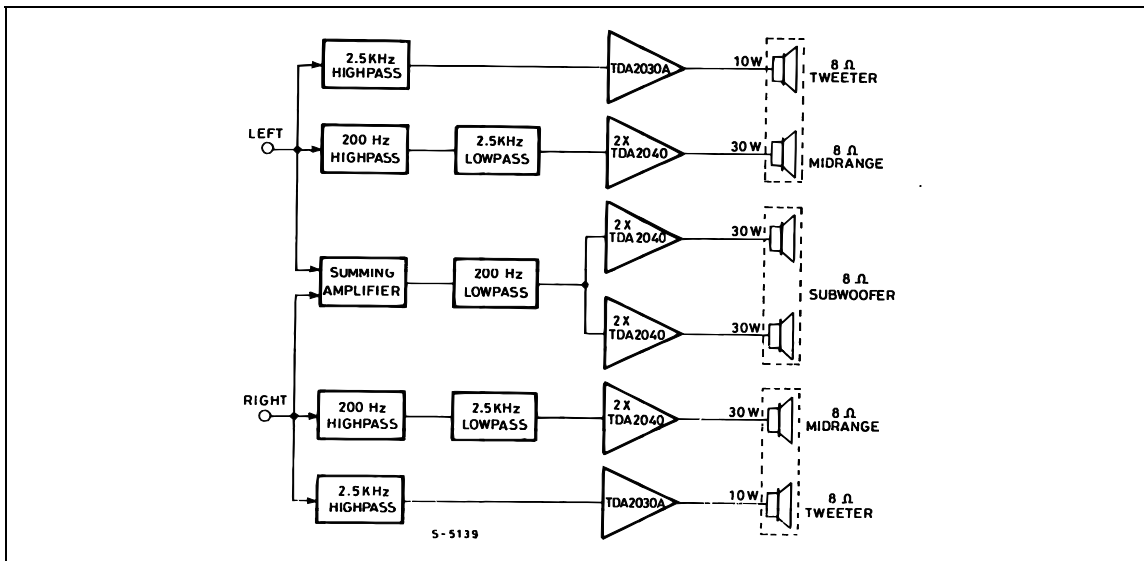 2.5KHz
HIGHPASS
TDA2030A
10W
8 Ω
TWEETER
LEFT
200 Hz
HIGHPASS
2.5KHz
LOWPASS
2X
TDA2040
30W
8 Ω
MIDRANGE
2X
TDA2040
30W
SUMMING
AMPLIFIER
200 Hz
LOWPASS
8 Ω
SUBWOOFER
2X
TDA2040
30W
RIGHT
200 Hz
HIGHPASS
2.5KHz
LOWPASS
2X
TDA2040
30W
8 Ω
MIDRANGE
2.5KHz
HIGHPASS
TDA2030A
10W
8 Ω
TWEETER
S-5139